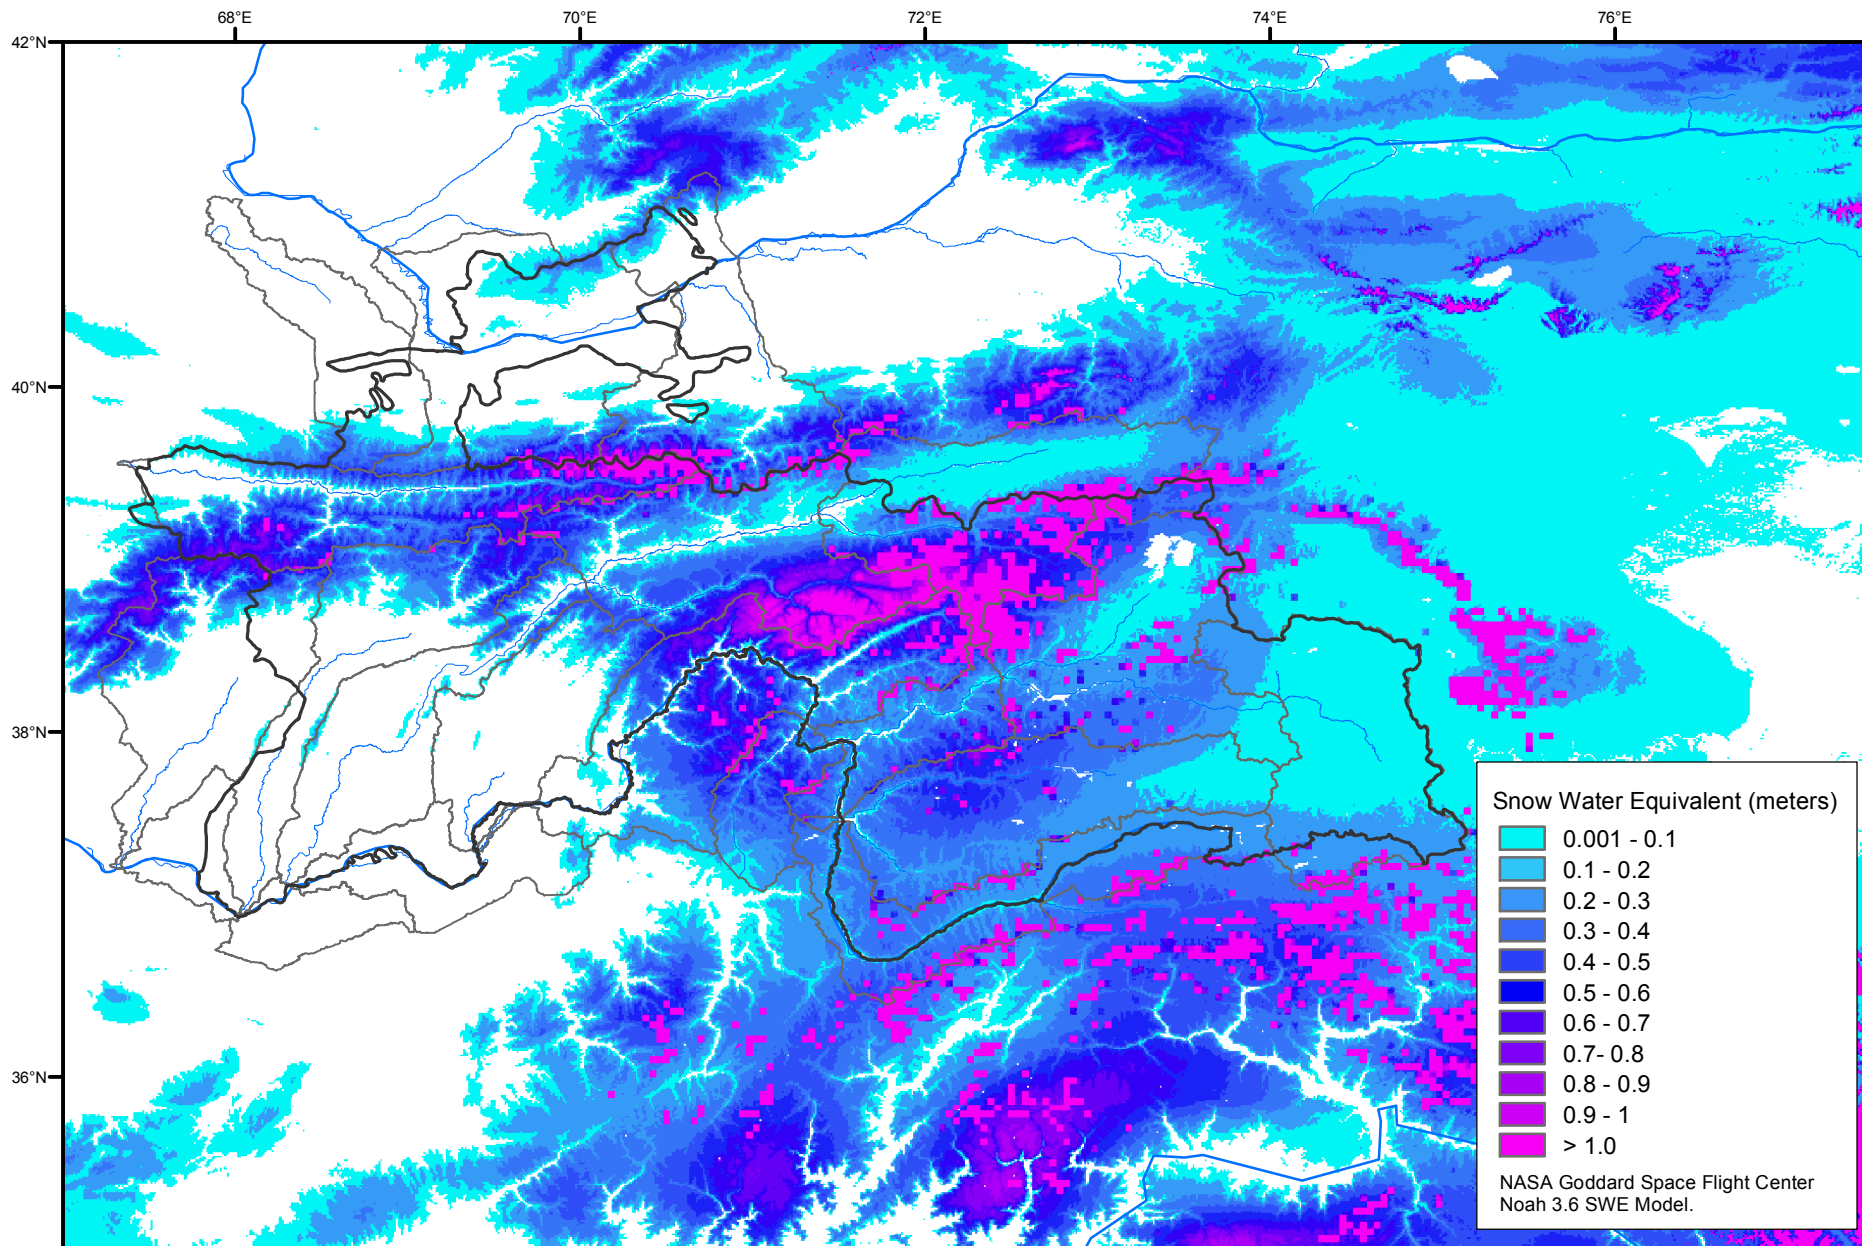 68°E
70°E
72°E
74°E
76°E
42°N
40°N
38°N
36°N
Snow Water Equivalent (meters)
0.001 - 0.1
0.1 - 0.2
0.2 - 0.3
0.3 - 0.4
0.4 - 0.5
0.5 - 0.6
0.6 - 0.7
0.7- 0.8
0.8 - 0.9
0.9 - 1
> 1.0
NASA Goddard Space Flight Center
Noah 3.6 SWE Model.